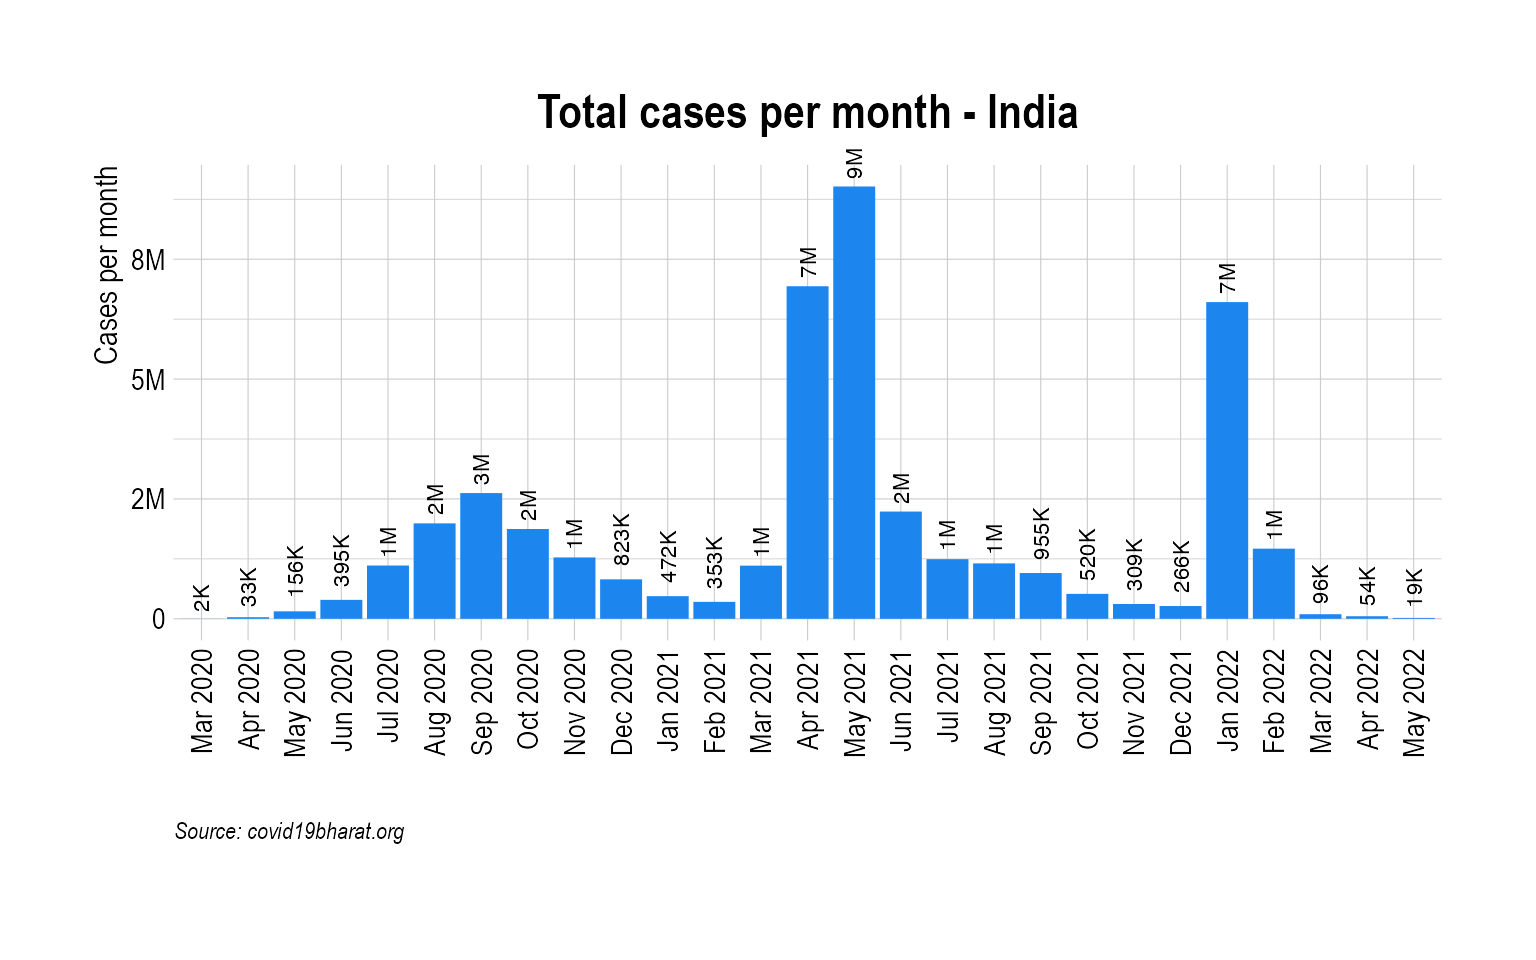 Total cases per month - India
Cases per month
8M
5M
2M
0
2K
33K
156K
395K
1M
2M
3M
2M
1M
823K
472K
353K
1M
7M
9M
2M
1M
1M
955K
520K
309K
266K
7M
1M
96K
54K
19K
Mar 2020
Apr 2020
May 2020
Jun 2020
Jul 2020
Aug 2020
Sep 2020
Oct 2020
Nov 2020
Dec 2020
Jan 2021
Feb 2021
Mar 2021
Apr 2021
May 2021
Jun 2021
Jul 2021
Aug 2021
Sep 2021
Oct 2021
Nov 2021
Dec 2021
Jan 2022
Feb 2022
Mar 2022
Apr 2022
May 2022
Source: covid19bharat.org